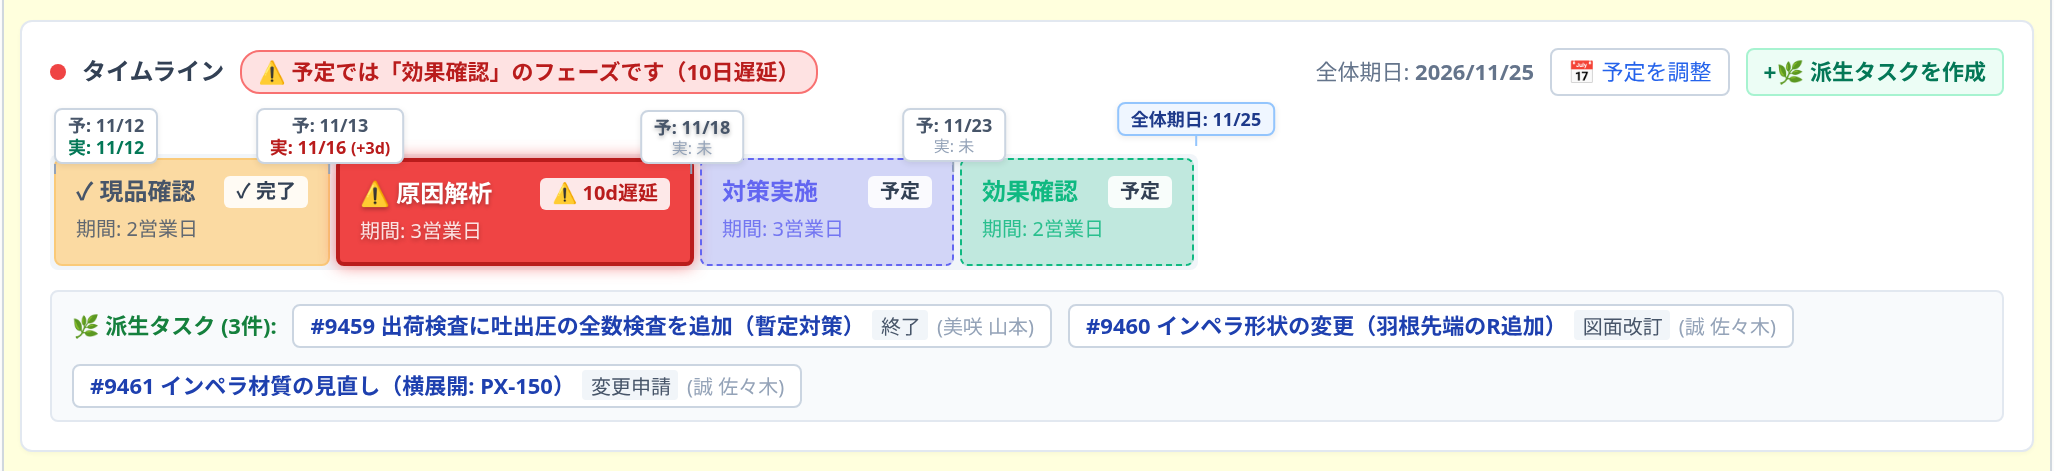 タイムライン ⚠️ 予定では「効果確認」のフェーズです（10日遅延） 全体期日: 2026/11/25 📅 予定を調整 +🌿 派生タスクを作成
予: 11/12
実: 11/12
予: 11/13
実: 11/16 (+3d)
予: 11/18
実: 未
予: 11/23
実: 未
全体期日: 11/25
✓ 現品確認 ✓ 完了
期間: 2営業日
⚠️ 原因解析 ⚠️ 10d遅延
期間: 3営業日
対策実施 予定
期間: 3営業日
効果確認 予定
期間: 2営業日
🌿 派生タスク (3件): #9459 出荷検査に吐出圧の全数検査を追加（暫定対策） 終了 (美咲 山本) #9460 インペラ形状の変更（羽根先端のR追加） 図面改訂 (誠 佐々木)
#9461 インペラ材質の見直し（横展開: PX-150） 変更申請 (誠 佐々木)